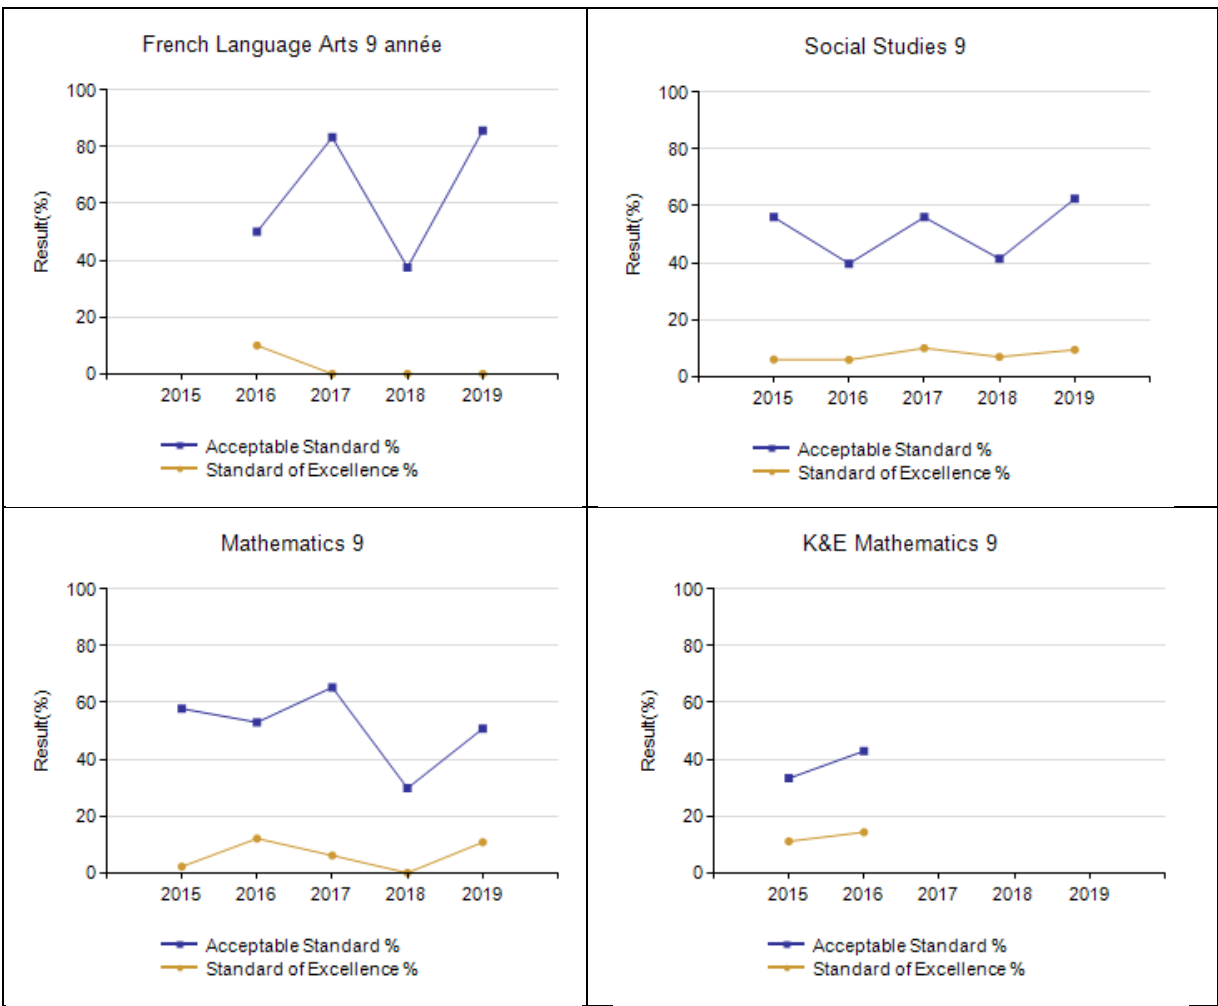 French Language Arts 9 année
100
80
60
40
20
0
Result(%)
2015 2016 2017 2018 2019
Acceptable Standard %
Standard of Excellence %
Social Studies 9
100
80
60
40
20
0
Result(%)
2015 2016 2017 2018 2019
Acceptable Standard %
Standard of Excellence %
Mathematics 9
100
80
60
40
20
0
Result(%)
2015 2016 2017 2018 2019
Acceptable Standard %
Standard of Excellence %
K&E Mathematics 9
100
80
60
40
20
0
Result(%)
2015 2016 2017 2018 2019
Acceptable Standard %
Standard of Excellence %